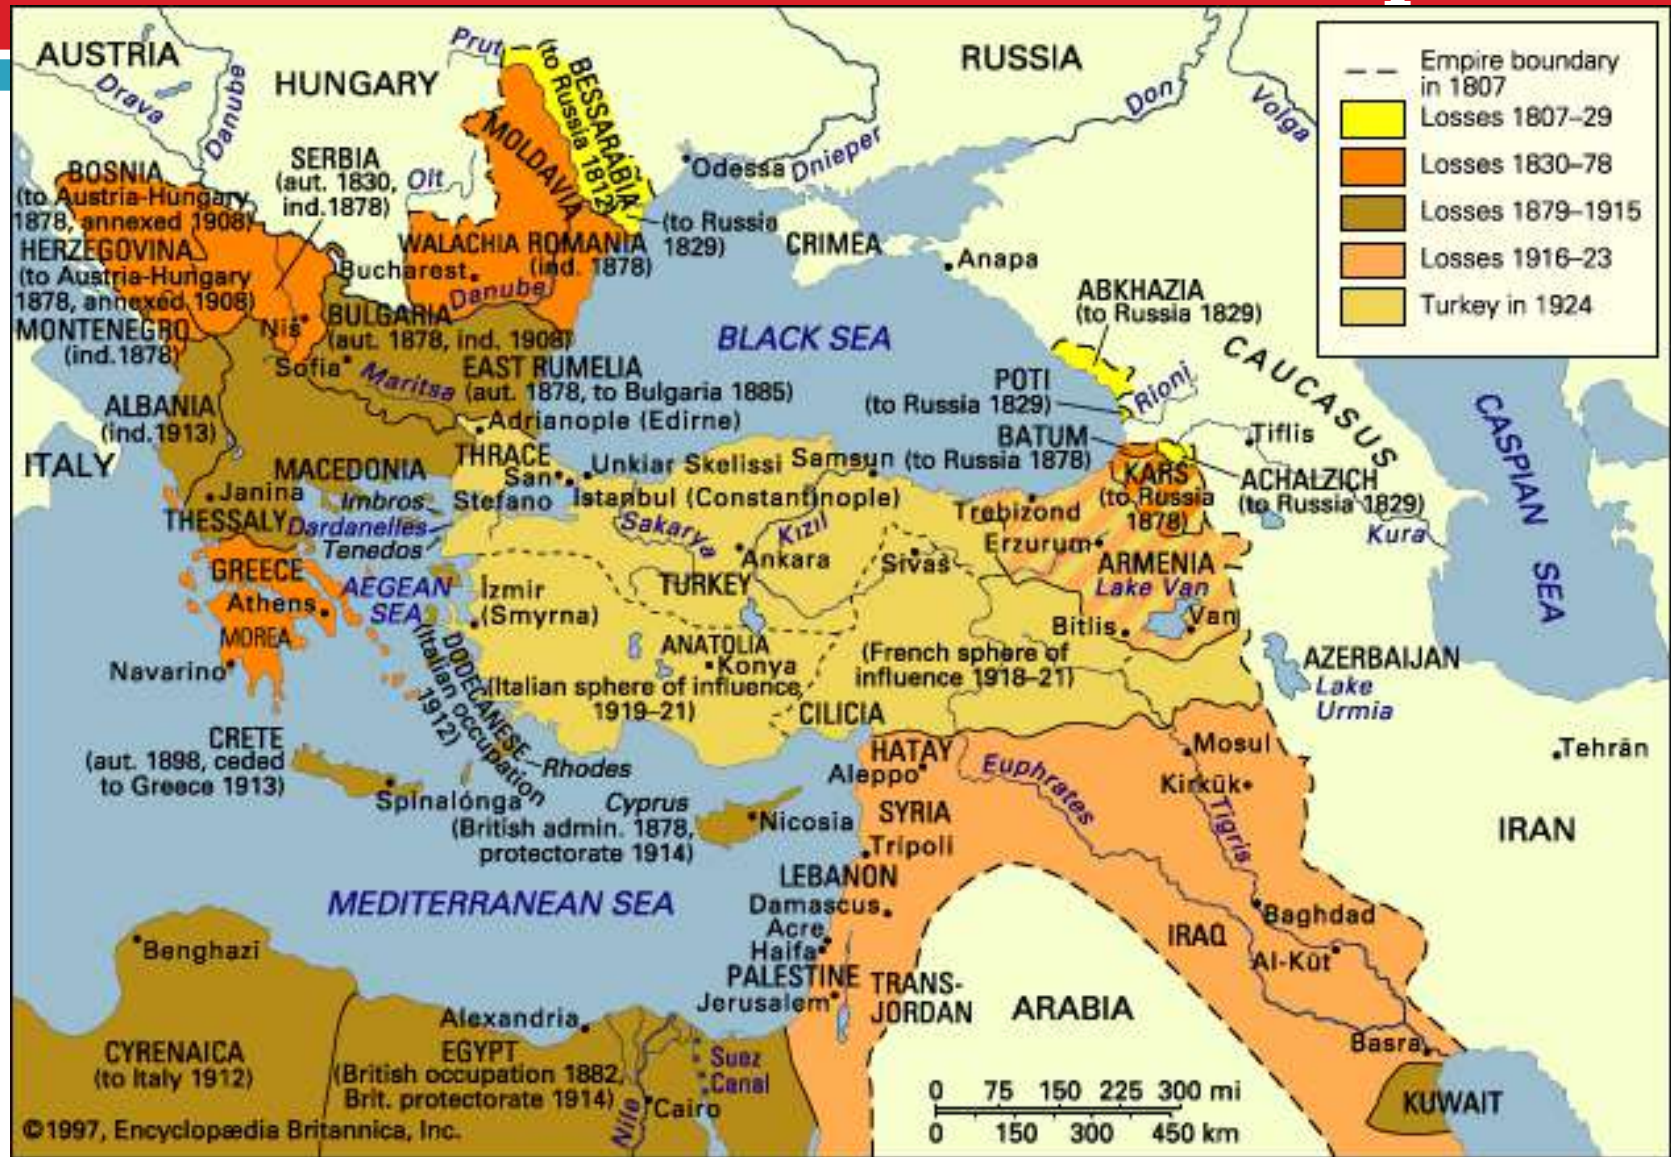 AUSTRIA
HUNGARY
RUSSIA
Drava
Danube
Prut
BESSARABIA
(to Russia 1812)
Don
Volga
Empire boundary
in 1807
Losses 1807–29
Losses 1830–78
Losses 1879–1915
Losses 1916–23
Turkey in 1924
BOSNIA
(to Austria-Hungary
1878, annexed 1908)
HERZEGOVINA
(to Austria-Hungary
1878, annexed 1908)
MONTENEGRO
(ind.1878)
SERBIA
(aut. 1830,
ind.1878)
Olt
MOLDAVIA
Odessa
Dnieper
(to Russia
1829)
WALACHIA
ROMANIA
(ind. 1878)
Bucharest
Danube
CRIMEA
Anapa
Niš
BULGARIA
(aut. 1878, ind. 1908)
Sofia
Maritsa
EAST RUMELIA
(aut. 1878, to Bulgaria 1885)
BLACK SEA
ABKHAZIA
(to Russia 1829)
CAUCASUS
Rioni
POTI
(to Russia 1829)
BATUM
(to Russia 1878)
Tiflis
KARS
(to Russia
1878)
ACHALZICH
(to Russia 1829)
Kura
CASPIAN SEA
ALBANIA
(ind.1913)
ITALY
Adrianople (Edirne)
THRACE
San
Stefano
Unkiar Skelissi
Samsun
Istanbul (Constantinople)
MACEDONIA
Janina
Imbros
THESSALY
Dardanelles
Tenedos
Sakarya
Kızıl
Ankara
Sivas
Trebizond
Erzurum
ARMENIA
Lake Van
Van
Bitlis
GREECE
Athens
MOREA
Navarino
AEGEAN
SEA
İzmir
(Smyrna)
TURKEY
ANATOLIA
Konya
(Italian sphere of influence
1919–21)
(French sphere of
influence 1918–21)
CILICIA
AZERBAIJAN
Lake
Urmia
DODECANESE
(Italian occupation
1912)
Rhodes
CRETE
(aut. 1898, ceded
to Greece 1913)
Spinalónga
Cyprus
(British admin. 1878,
protectorate 1914)
Nicosia
HATAY
Aleppo
SYRIA
Tripoli
Euphrates
Mosul
Kirkūk
Tigris
Tehrān
IRAN
MEDITERRANEAN SEA
LEBANON
Damascus
Acre
Haifa
PALESTINE
Jerusalem
TRANS-
JORDAN
ARABIA
IRAQ
Baghdad
Al-Kūt
Basra
KUWAIT
Benghazi
CYRENAICA
(to Italy 1912)
Alexandria
EGYPT
(British occupation 1882,
Brit. protectorate 1914)
Suez
Canal
Nile
Cairo
0 75 150 225 300 mi
0 150 300 450 km
©1997, Encyclopædia Britannica, Inc.